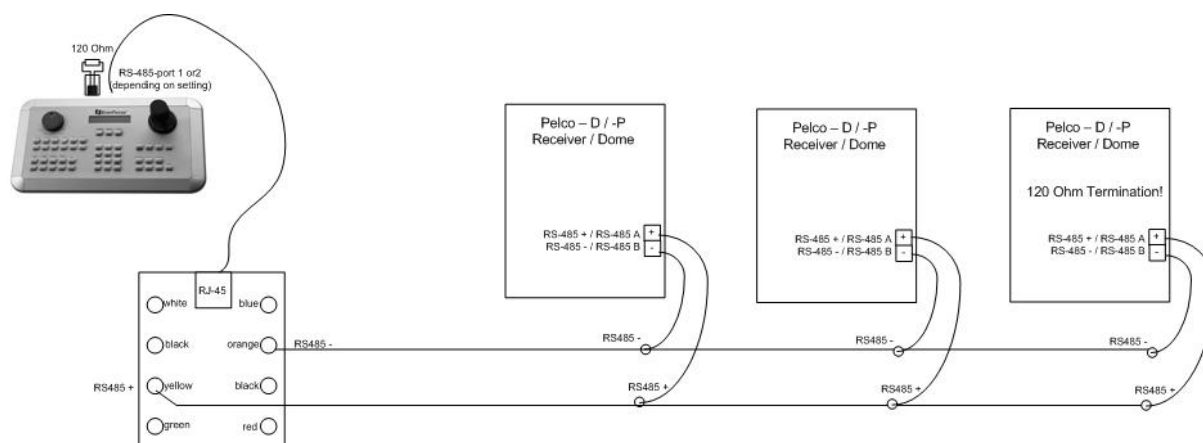 120 Ohm
RS-485-port 1 or2
(depending on setting)
EverFocus
Pelco – D / -P
Receiver / Dome
RS-485 + / RS-485 A
+
RS-485 - / RS-485 B
-
Pelco – D / -P
Receiver / Dome
RS-485 + / RS-485 A
+
RS-485 - / RS-485 B
-
Pelco – D / -P
Receiver / Dome
120 Ohm Termination!
RS-485 + / RS-485 A
+
RS-485 - / RS-485 B
-
RJ-45
white
blue
black
orange
RS485 -
RS485 -
RS485 -
RS485 -
RS485 +
yellow
black
RS485 +
RS485 +
RS485 +
green
red